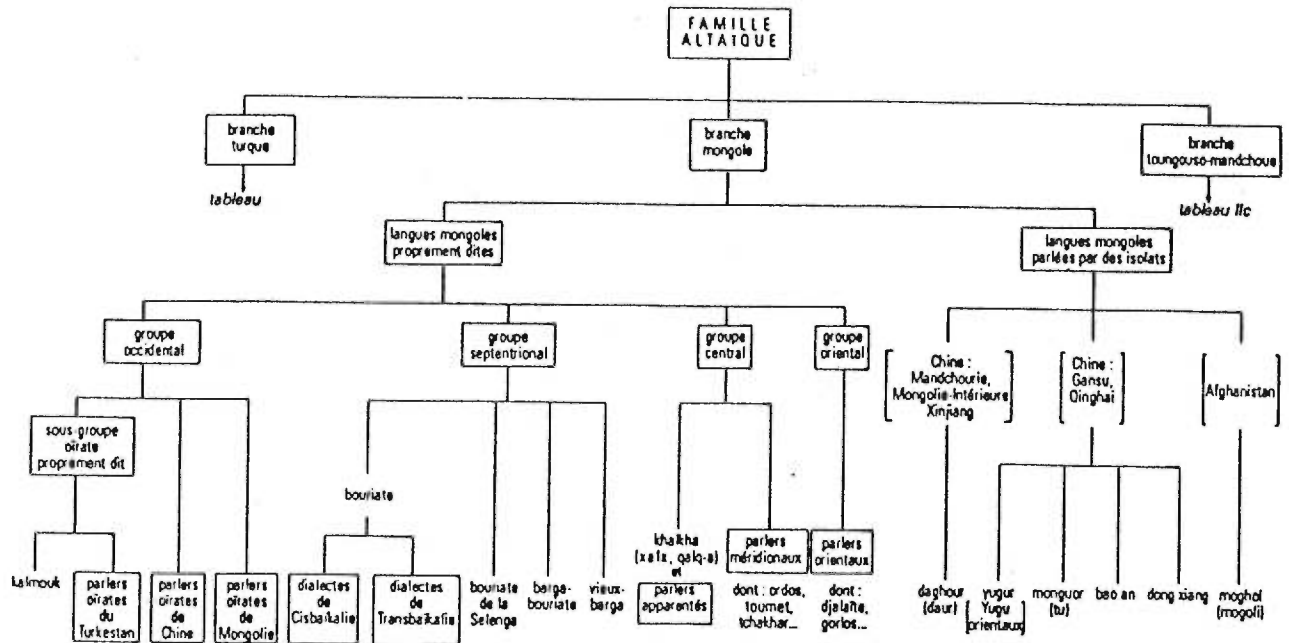 FAMILLE
ALTAÏQUE
branche
turque
branche
mongole
branche
toungouso-mandchoue
tableau
tableau IIc
langues mongoles
proprement dites
langues mongoles
parlées par des isolats
groupe
occidental
groupe
septentrional
groupe
central
groupe
oriental
Chine :
Mandchourie,
Mongolie-Intérieure
Xinjiang
Chine :
Gansu,
Qinghai
Afghanistan
sous-groupe
oïrate
proprement dit
bouriate
kalmouk
parlers
oïrates
du
Turkestan
parlers
oïrates
de
Chine
parlers
oïrates
de
Mongolie
dialectes
de
Cisbaïkalie
dialectes
de
Transbaïkalie
bouriate
de la
Selenga
barga-
bouriate
vieux-
barga
khalkha
(xalx, qalq-a)
et
parlers
apparentés
parlers
méridionaux
dont : ordos,
toumet,
tchakhar...
parlers
orientaux
dont :
djalaïte,
gorlos...
daghour
(daur)
yugur
[Yugu
orientaux]
monguor
(tu)
bao an
dong xiang
moghol
(mogoli)